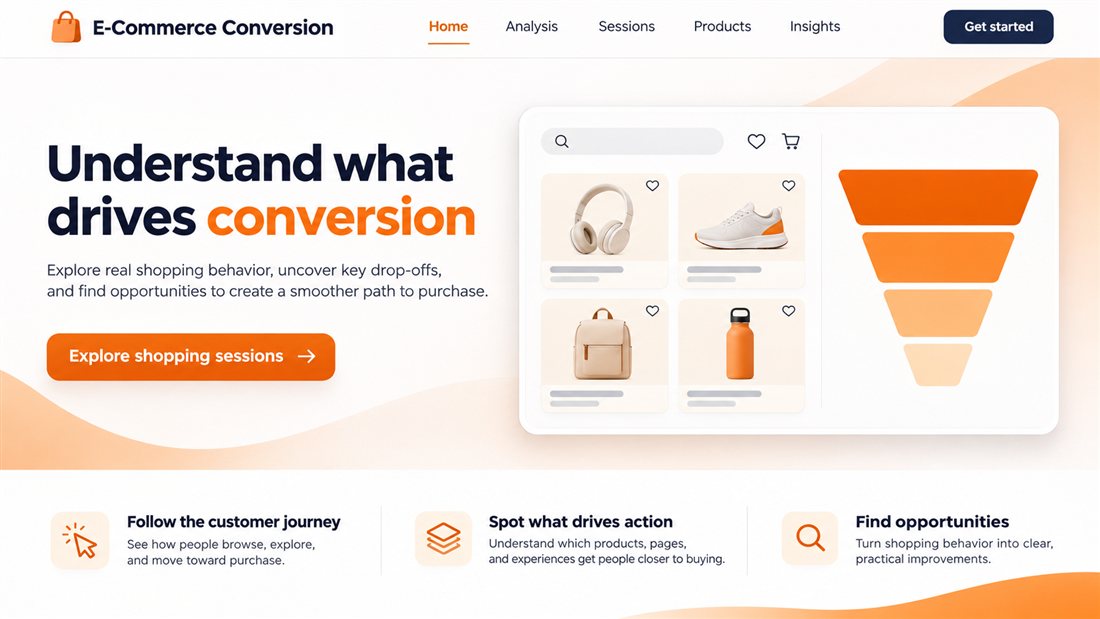 E-Commerce Conversion
Home
Analysis
Sessions
Products
Insights
Get started
Understand what
drives conversion
Explore real shopping behavior, uncover key drop-offs,
and find opportunities to create a smoother path to purchase.
Explore shopping sessions
Follow the customer journey
See how people browse, explore,
and move toward purchase.
Spot what drives action
Understand which products, pages,
and experiences get people closer to buying.
Find opportunities
Turn shopping behavior into clear,
practical improvements.